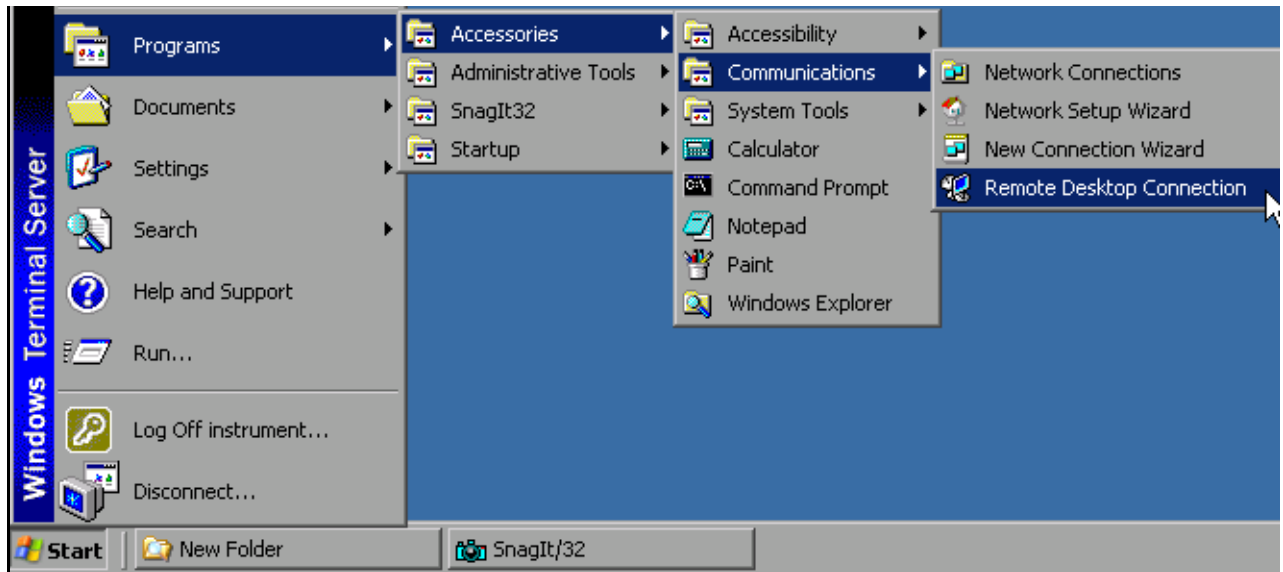 Windows Terminal Server
Programs
Documents
Settings
Search
Help and Support
Run...
Log Off instrument...
Disconnect...
Accessories
Administrative Tools
SnagIt32
Startup
Accessibility
Communications
System Tools
Calculator
Command Prompt
Notepad
Paint
Windows Explorer
Network Connections
Network Setup Wizard
New Connection Wizard
Remote Desktop Connection
Start
New Folder
SnagIt/32